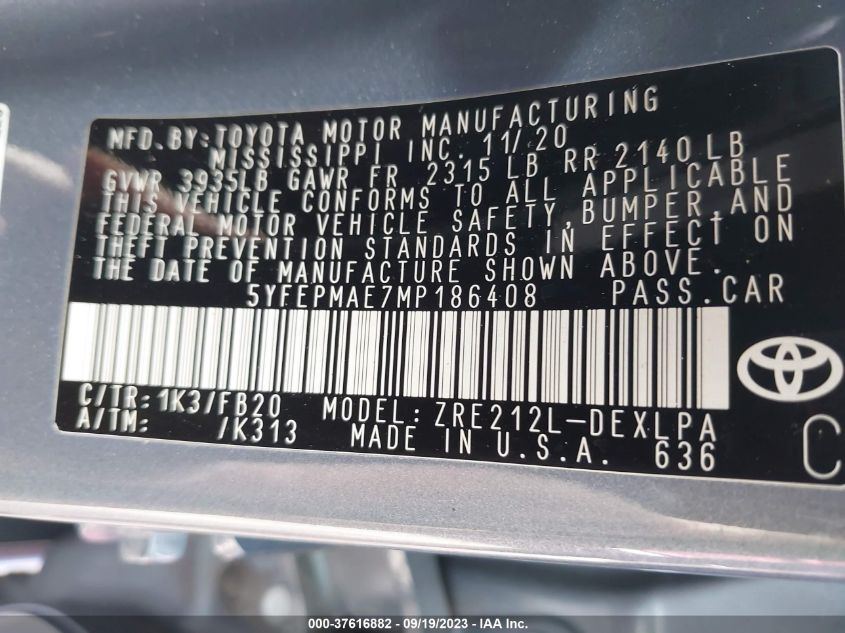 MFD.BY:TOYOTA MOTOR MANUFACTURING
MISSISSIPPI INC. 11/20
GVWR 3935LB GAWR FR 2315 LB RR 2140 LB
THIS VEHICLE CONFORMS TO ALL APPLICABLE
FEDERAL MOTOR VEHICLE SAFETY,BUMPER,AND
THEFT PREVENTION STANDARDS IN EFFECT ON
THE DATE OF MANUFACTURE SHOWN ABOVE.
5YFEPMAE7MP186408 PASS.CAR
C/TR:1K3/FB20 MODEL:ZRE212L-DEXLPA
A/TM: /K313 MADE IN U.S.A. 636
C
000-37616882 - 09/19/2023 - IAA Inc.